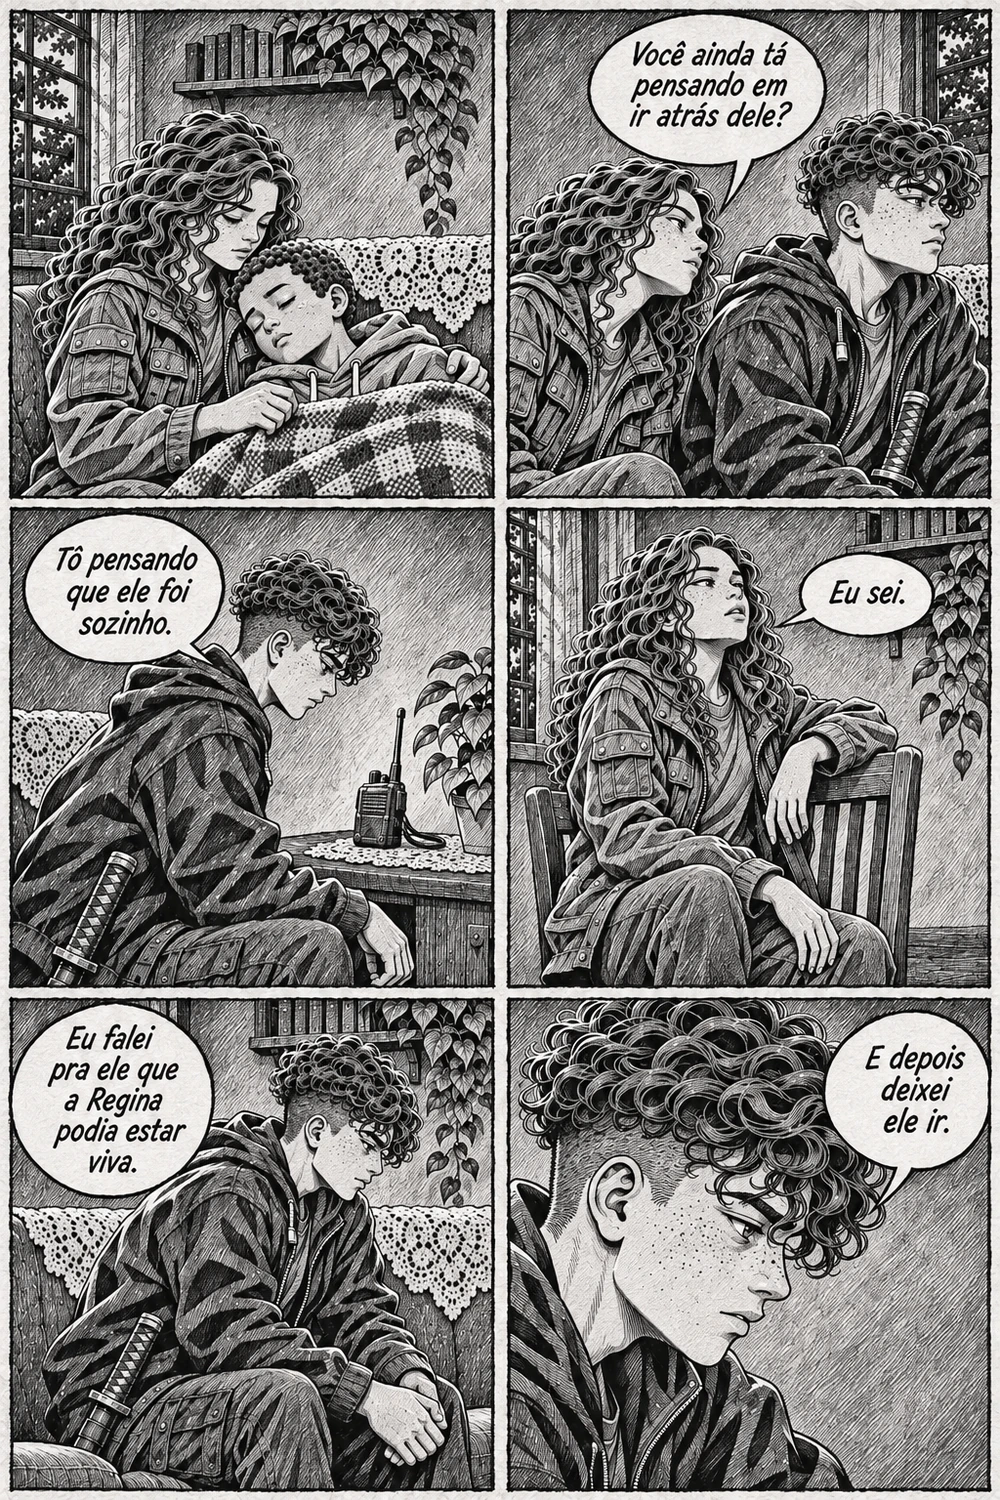 Você ainda tá
pensando em
ir atrás dele?
Tô pensando
que ele foi
sozinho.
Eu sei.
Eu falei
pra ele que
a Regina
podia estar
viva.
E depois
deixei
ele ir.